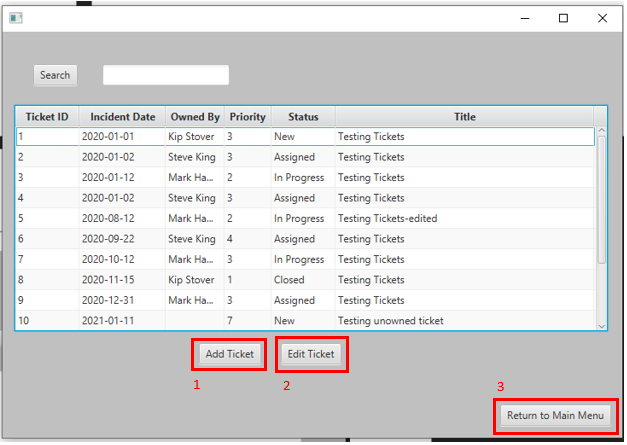 Search
Ticket ID Incident Date Owned By Priority Status Title
1 2020-01-01 Kip Stover 3 New Testing Tickets
2 2020-01-02 Steve King 3 Assigned Testing Tickets
3 2020-01-12 Mark Ha... 2 In Progress Testing Tickets
4 2020-01-02 Steve King 3 Assigned Testing Tickets
5 2020-08-12 Mark Ha... 2 In Progress Testing Tickets-edited
6 2020-09-22 Steve King 4 Assigned Testing Tickets
7 2020-10-12 Mark Ha... 3 In Progress Testing Tickets
8 2020-11-15 Kip Stover 1 Closed Testing Tickets
9 2020-12-31 Mark Ha... 3 Assigned Testing Tickets
10 2021-01-11 7 New Testing unowned ticket
Add Ticket Edit Ticket
1 2
3
Return to Main Menu